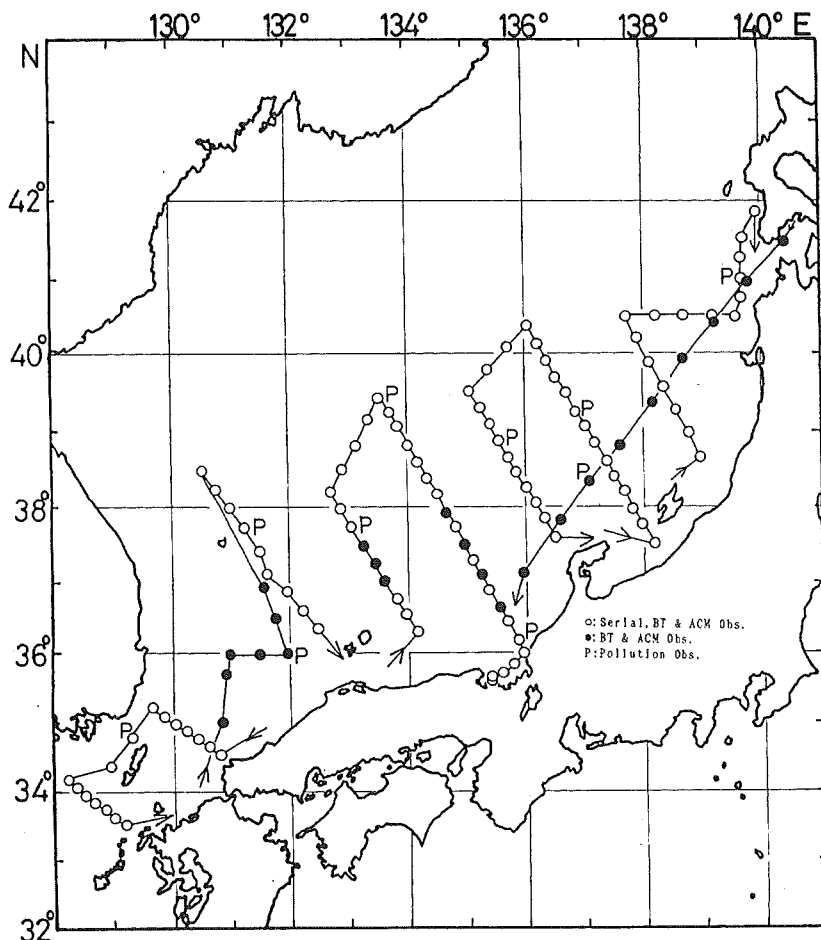 130° 132° 134° 136° 138° 140° E
N
42°
P
40°
P
P
P
P
38°
P
P
36°
P
P
P
34°
32°
○: Serial, BT & ACM Obs.
●: BT & ACM Obs.
P: Pollution Obs.